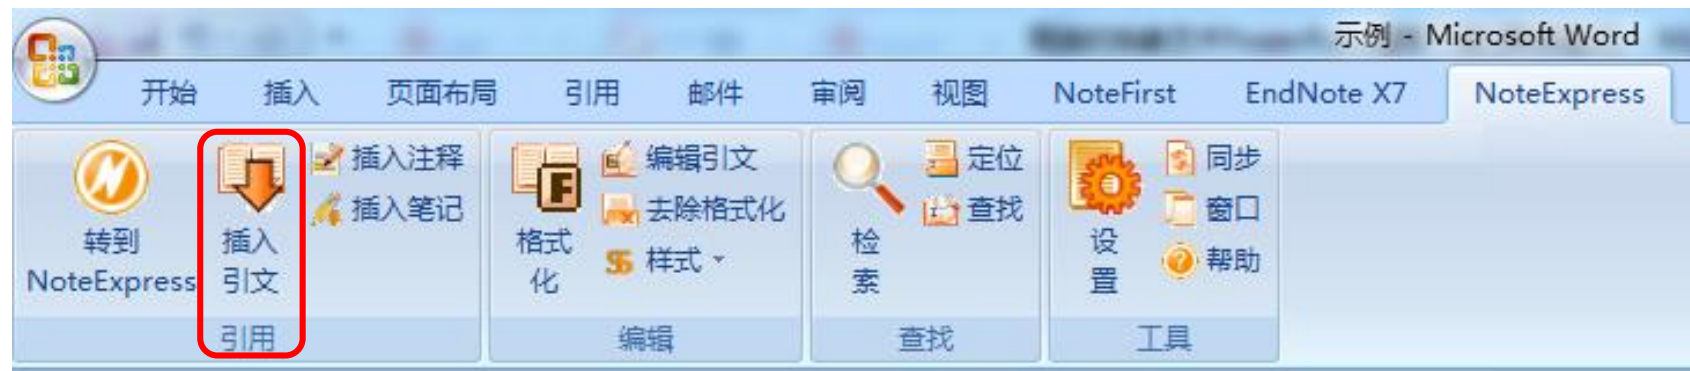 示例 - Microsoft Word
开始 插入 页面布局 引用 邮件 审阅 视图 NoteFirst EndNote X7 NoteExpress
转到
NoteExpress
插入
引文
插入注释
插入笔记
引用
格式
化
编辑引文
去除格式化
样式
编辑
检
索
定位
查找
查找
设
置
同步
窗口
帮助
工具